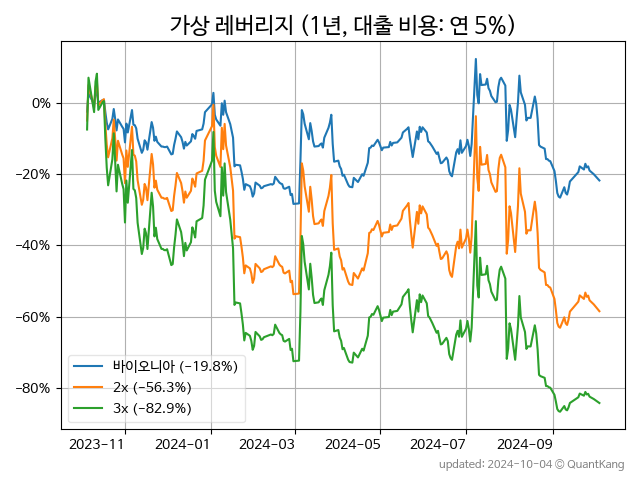 가상 레버리지 (1년, 대출 비용: 연 5%)
0%
−20%
−40%
−60%
−80%
바이오니아 (−19.8%)
2x (−56.3%)
3x (−82.9%)
2023-11 2024-01 2024-03 2024-05 2024-07 2024-09
updated: 2024-10-04 © QuantKang